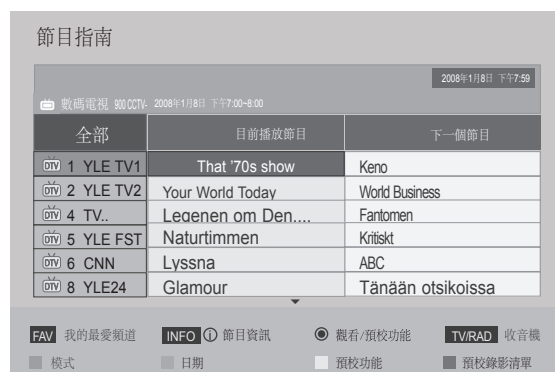 節目指南
2008年1月8日 下午7:59
數碼電視 900 CCTV- 2008年1月8日 下午7:00~8:00
全部 目前播放節目 下一個節目
DTV 1 YLE TV1 That '70s show Keno
DTV 2 YLE TV2 Your World Today World Business
DTV 4 TV.. Legenen om Den.... Fantomen
DTV 5 YLE FST Naturtimmen Kritiskt
DTV 6 CNN Lyssna ABC
DTV 8 YLE24 Glamour Tänään otsikoissa
FAV 我的最愛頻道 INFO ⓘ 節目資訊 ◉ 觀看/預校功能 TV/RAD 收音機
模式 日期 預校功能 預校錄影清單